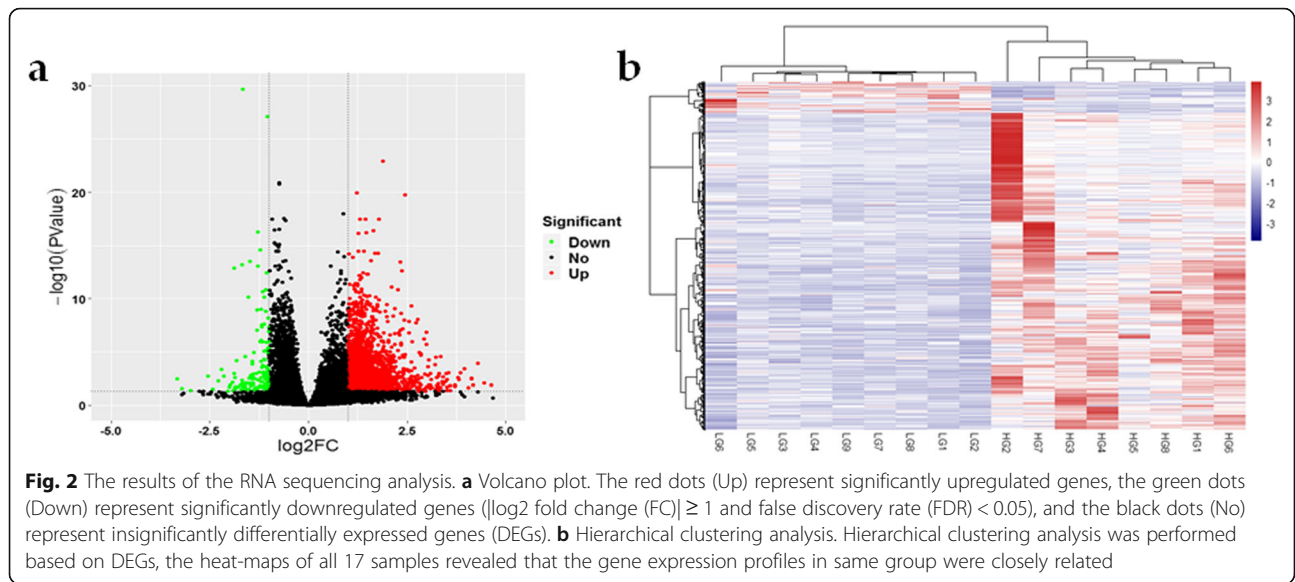 a
30
20
10
0
−log10(PValue)
-5.0
-2.5
0.0
2.5
5.0
log2FC
Significant
Down
No
Up
b
3
2
1
0
-1
-2
-3
LG6
LG5
LG3
LG4
LG9
LG7
LG8
LG1
LG2
HG2
HG7
HG3
HG4
HG5
HG8
HG1
HG6
Fig. 2 The results of the RNA sequencing analysis. a Volcano plot. The red dots (Up) represent significantly upregulated genes, the green dots
(Down) represent significantly downregulated genes (|log2 fold change (FC)| ≥ 1 and false discovery rate (FDR) < 0.05), and the black dots (No)
represent insignificantly differentially expressed genes (DEGs). b Hierarchical clustering analysis. Hierarchical clustering analysis was performed
based on DEGs, the heat-maps of all 17 samples revealed that the gene expression profiles in same group were closely related